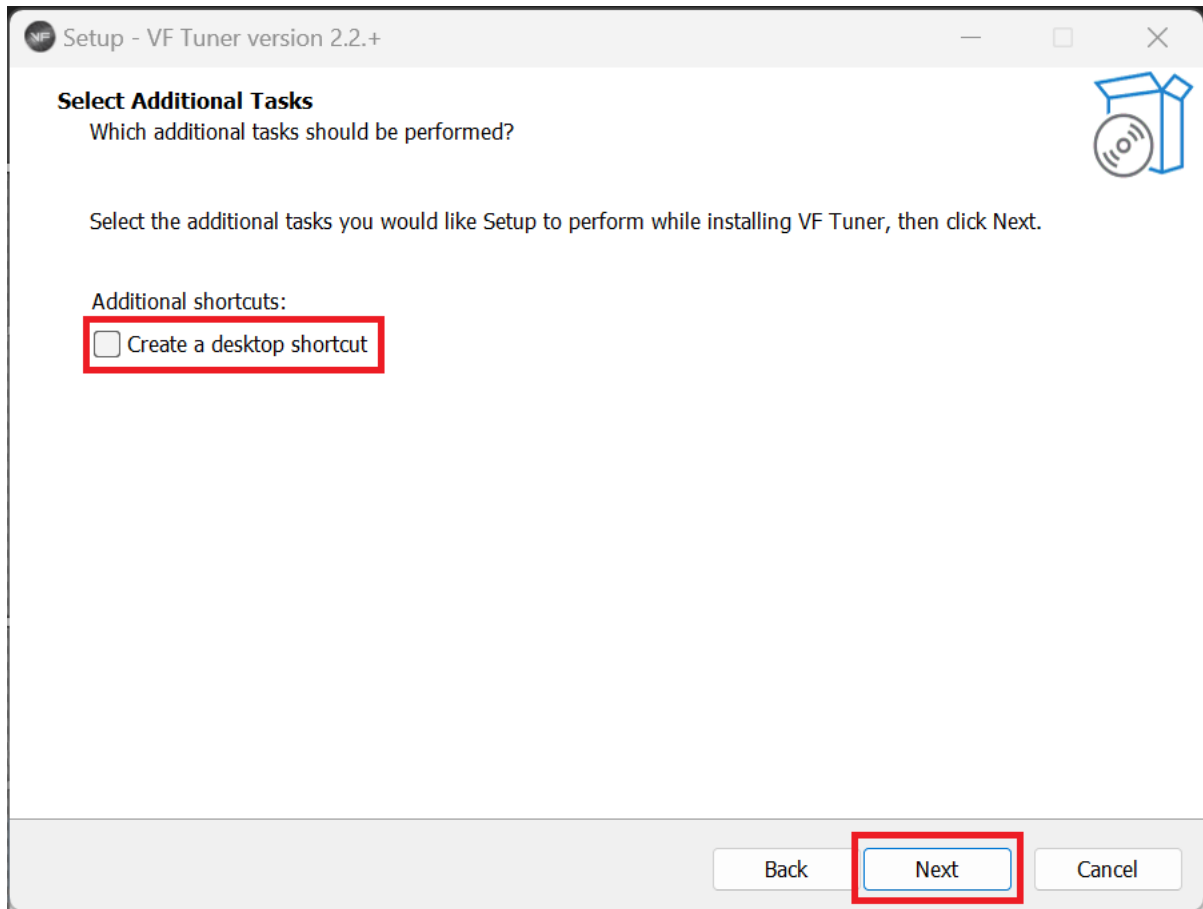 VF Setup - VF Tuner version 2.2.+
Select Additional Tasks
Which additional tasks should be performed?
Select the additional tasks you would like Setup to perform while installing VF Tuner, then click Next.
Additional shortcuts:
Create a desktop shortcut
Back Next Cancel